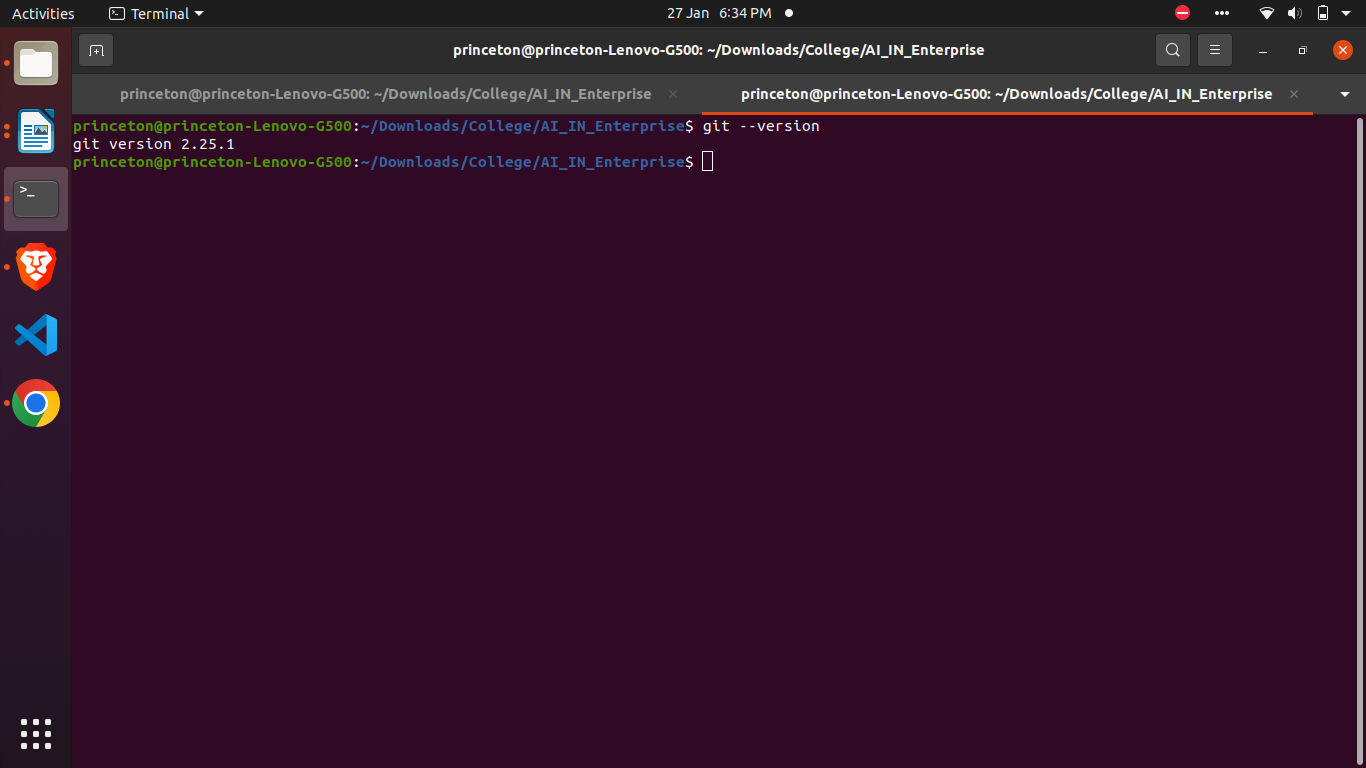 Activities Terminal 27 Jan 6:34 PM
princeton@princeton-Lenovo-G500: ~/Downloads/College/AI_IN_Enterprise
princeton@princeton-Lenovo-G500: ~/Downloads/College/AI_IN_Enterprise princeton@princeton-Lenovo-G500: ~/Downloads/College/AI_IN_Enterprise
princeton@princeton-Lenovo-G500:~/Downloads/College/AI_IN_Enterprise$ git --version
git version 2.25.1
princeton@princeton-Lenovo-G500:~/Downloads/College/AI_IN_Enterprise$